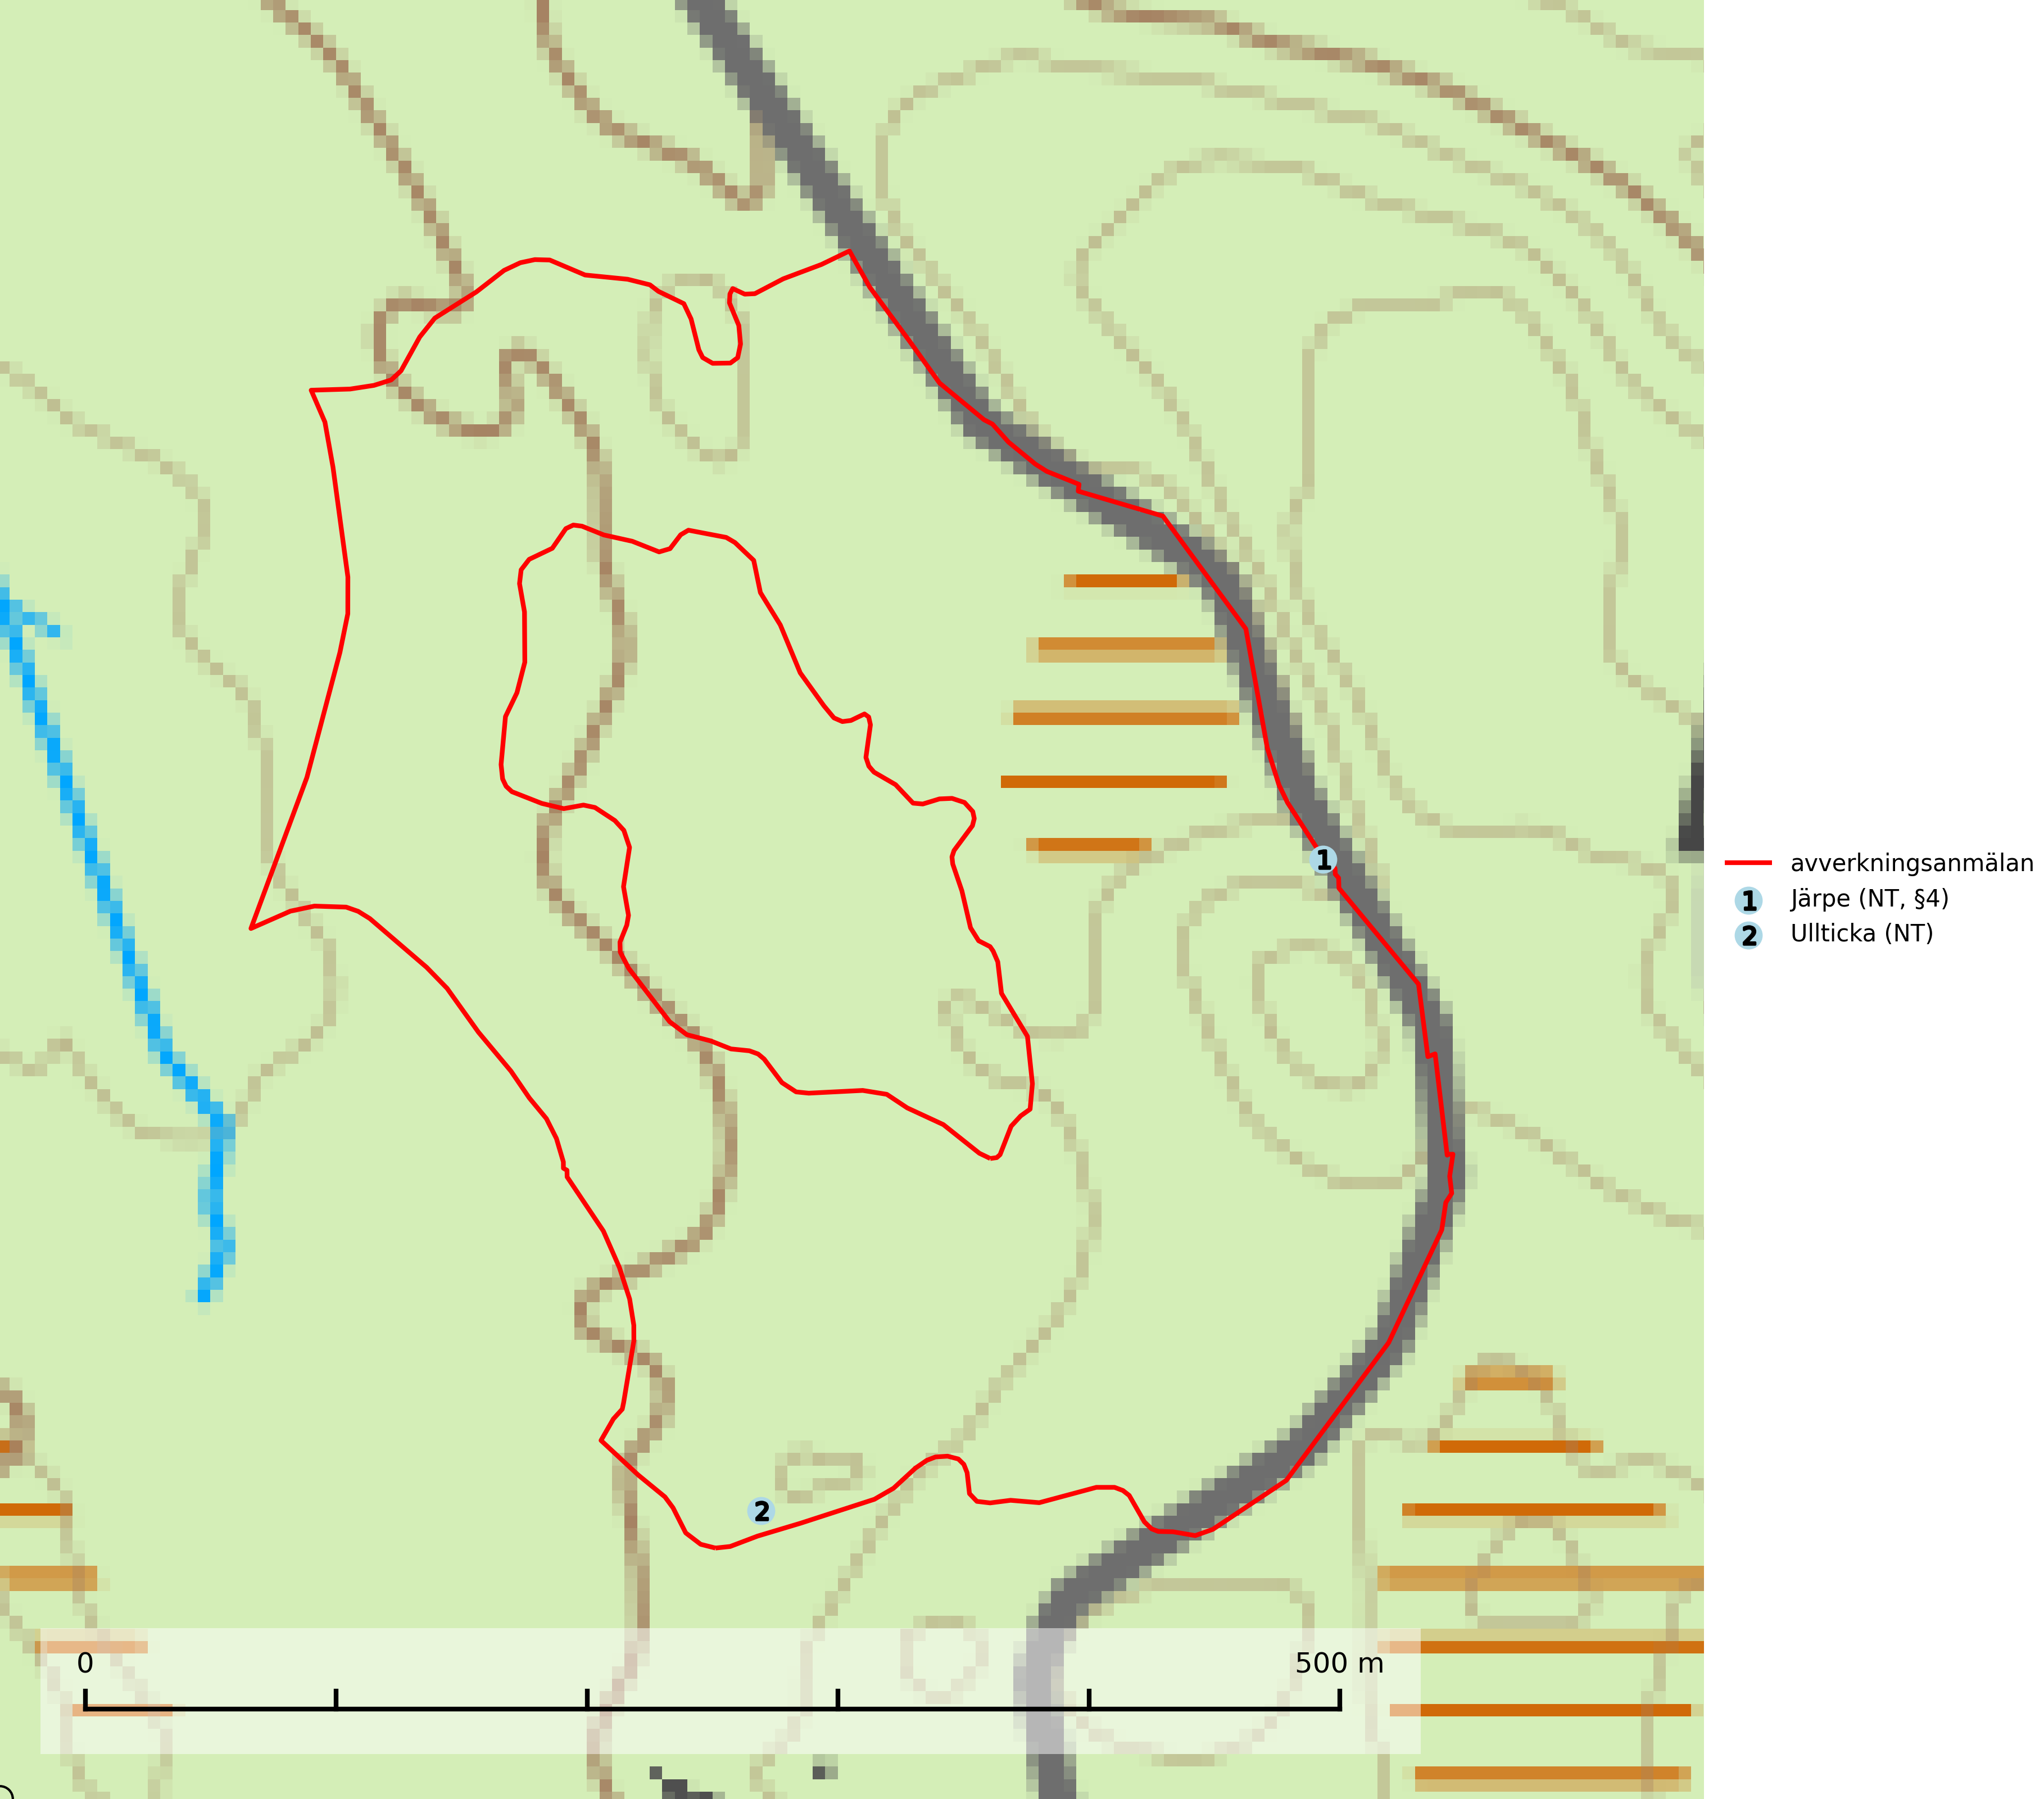 1
avverkningsanmälan
1 Järpe (NT, §4)
2 Ullticka (NT)
2
0 500 m